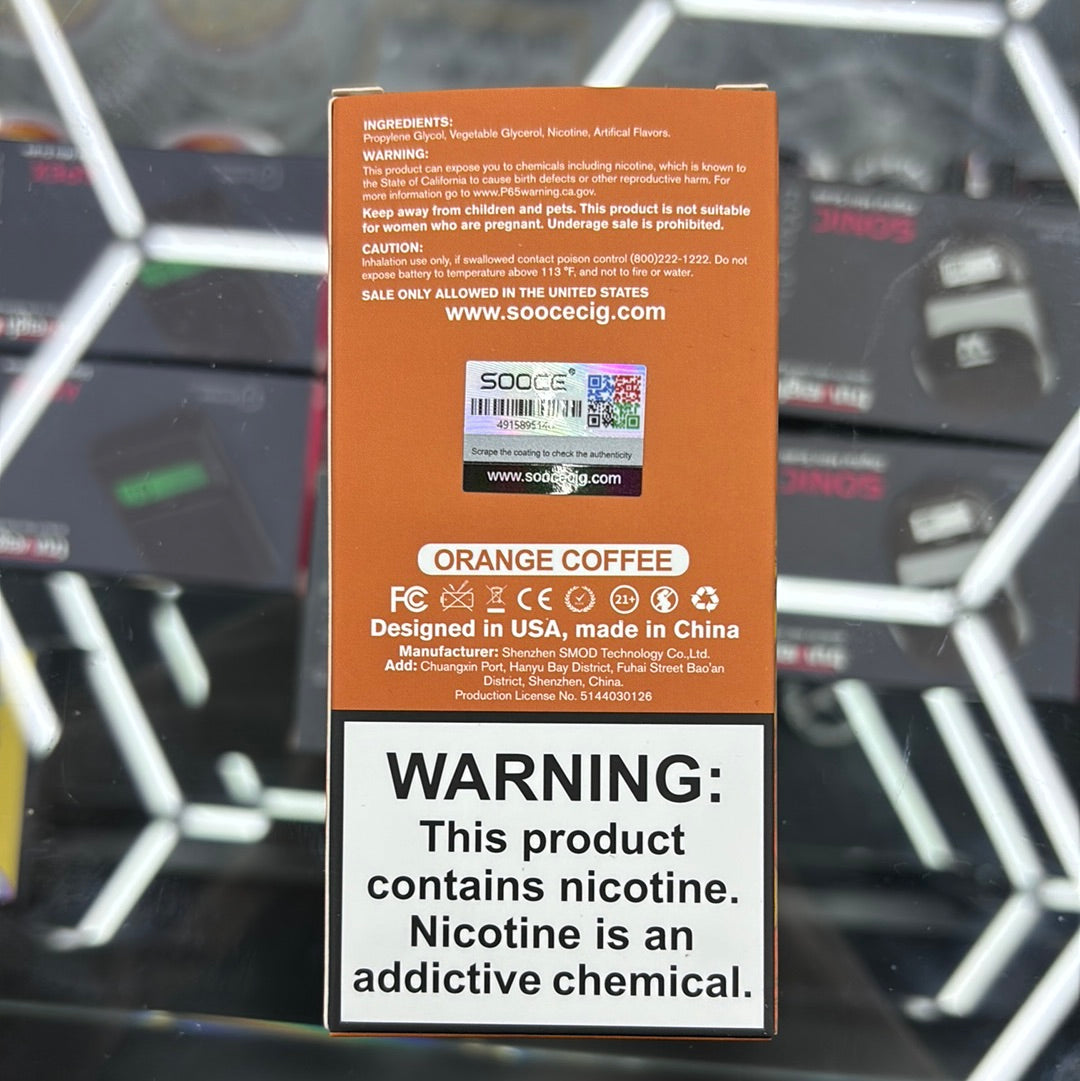 INGREDIENTS:
Propylene Glycol, Vegetable Glycerol, Nicotine, Artifical Flavors.
WARNING:
This product can expose you to chemicals including nicotine, which is known to
the State of California to cause birth defects or other reproductive harm. For
more information go to www.P65warning.ca.gov.
Keep away from children and pets. This product is not suitable
for women who are pregnant. Underage sale is prohibited.
CAUTION:
Inhalation use only, if swallowed contact poison control (800)222-1222. Do not
expose battery to temperature above 113 °F, and not to fire or water.
SALE ONLY ALLOWED IN THE UNITED STATES
www.soocecig.com
SOOCE®
Scrape the coating to check the authenticity
www.soocecig.com
ORANGE COFFEE
FC CE 21+
Designed in USA, made in China
Manufacturer: Shenzhen SMOD Technology Co.,Ltd.
Add: Chuangxin Port, Hanyu Bay District, Fuhai Street Bao'an
District, Shenzhen, China.
Production License No. 5144030126
WARNING:
This product
contains nicotine.
Nicotine is an
addictive chemical.
SONIC
SONIC